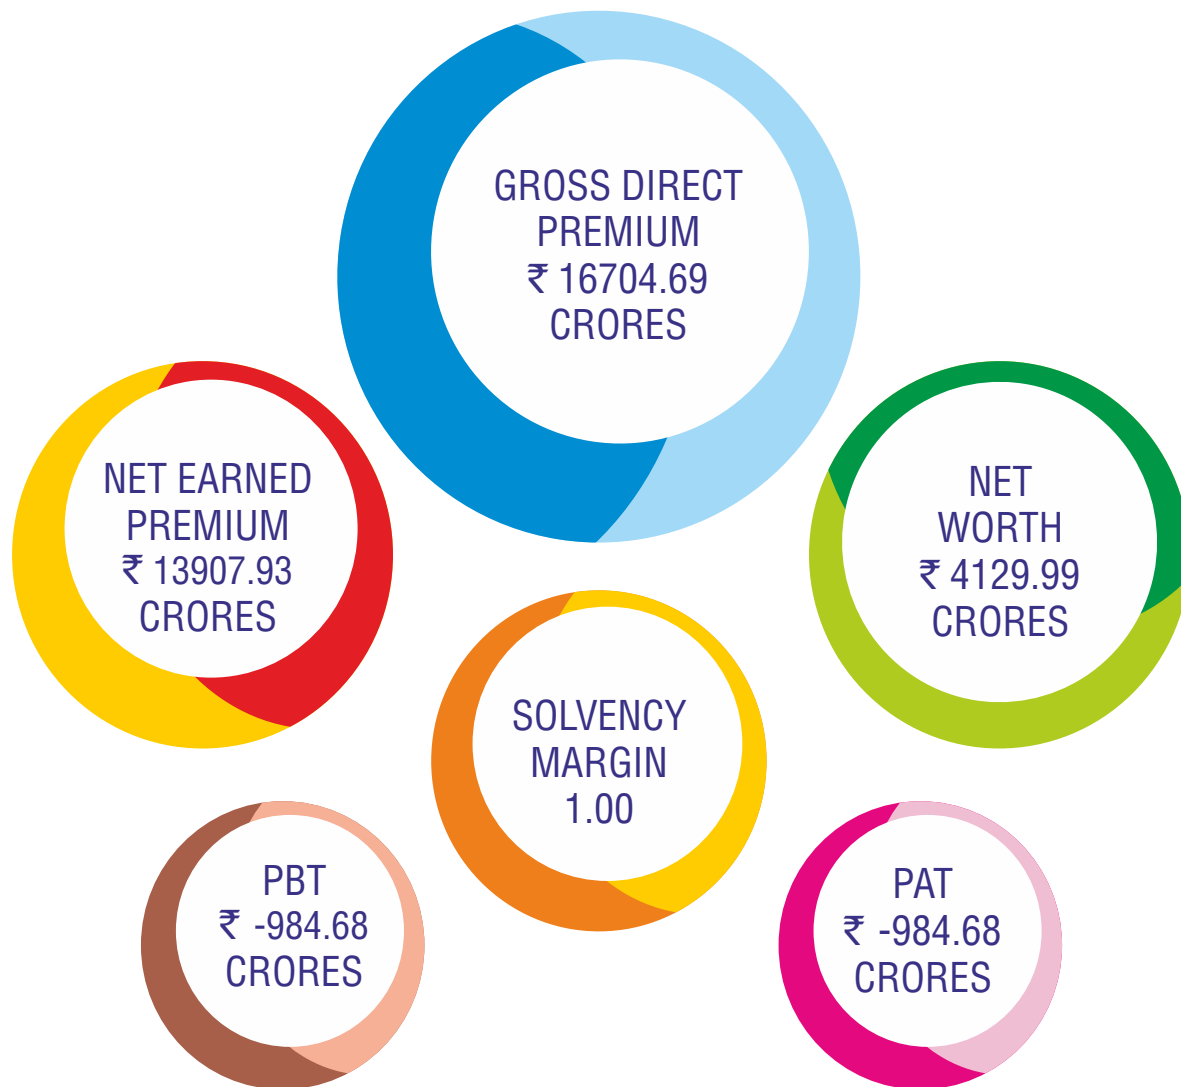 GROSS DIRECT
PREMIUM
₹ 16704.69
CRORES
NET EARNED
PREMIUM
₹ 13907.93
CRORES
NET
WORTH
₹ 4129.99
CRORES
SOLVENCY
MARGIN
1.00
PBT
₹ -984.68
CRORES
PAT
₹ -984.68
CRORES